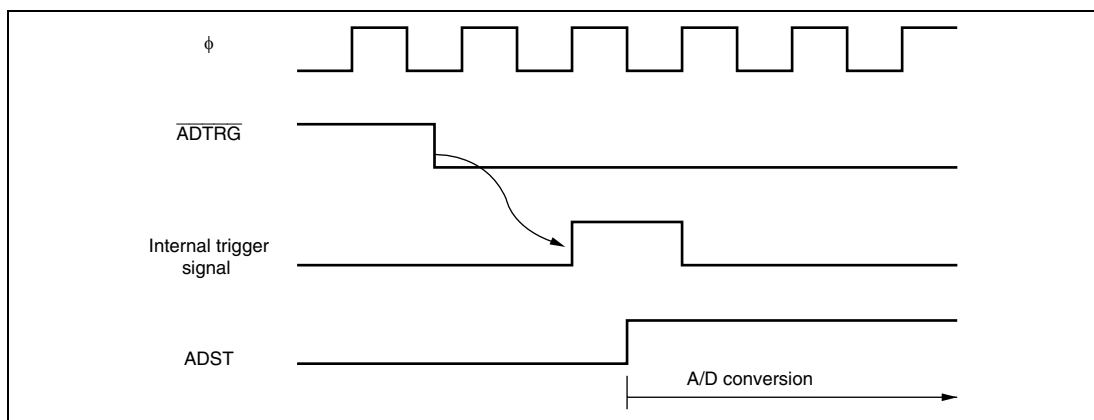 ϕ
ADTRG
Internal trigger
signal
ADST
A/D conversion